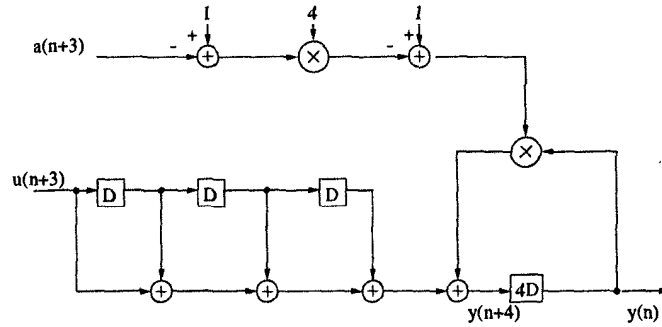 1 4 1
a(n+3) - + + × - + +
×
u(n+3) D D D
+ + + + 4D
y(n+4) y(n)